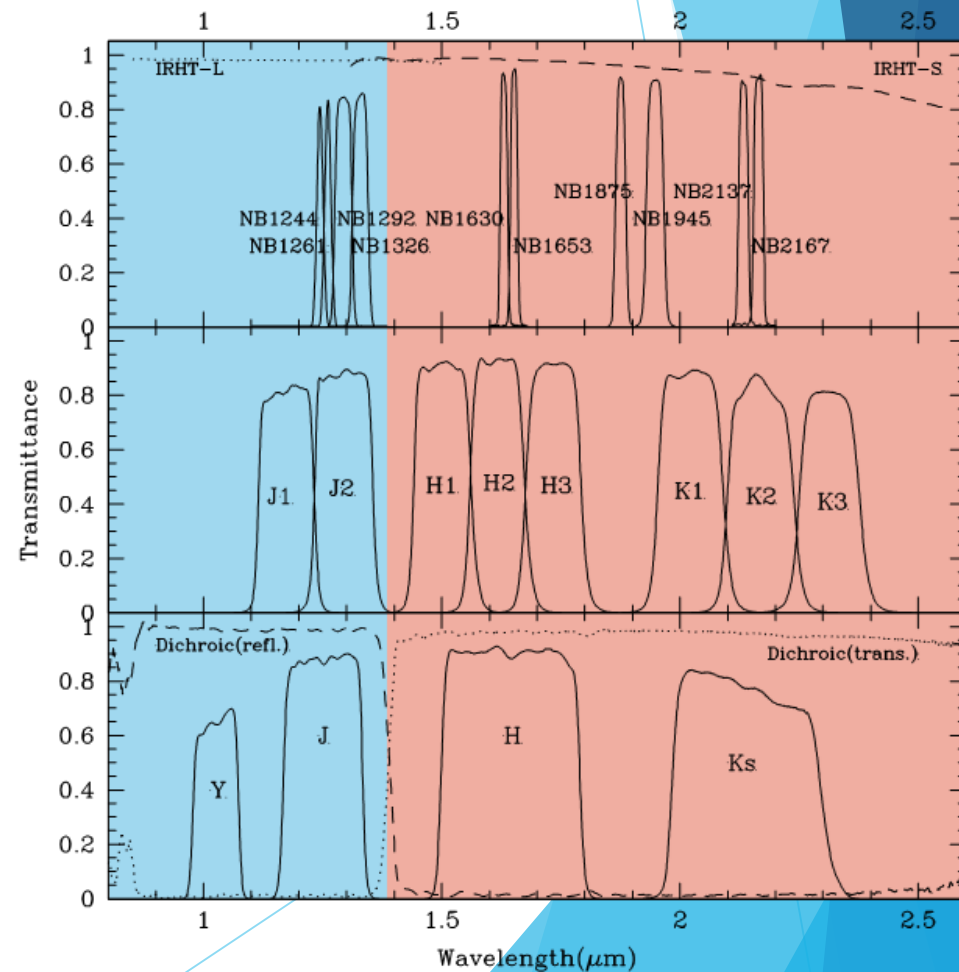 1 1.5 2 2.5
1
IRHT-L IRHT-S
0.8
0.6
NB1875 NB2137
0.4
NB1244 NB1292 NB1630 NB1945
NB1261 NB1326 NB1653 NB2167
0.2
0
1
0.8
0.6
J1 J2 H1 H2 H3 K1 K2 K3
0.4
0.2
0
1
Dichroic(refl.) Dichroic(trans.)
0.8
0.6
J H Ks
Y
0.4
0.2
0
1 1.5 2 2.5
Transmittance
Wavelength(μm)